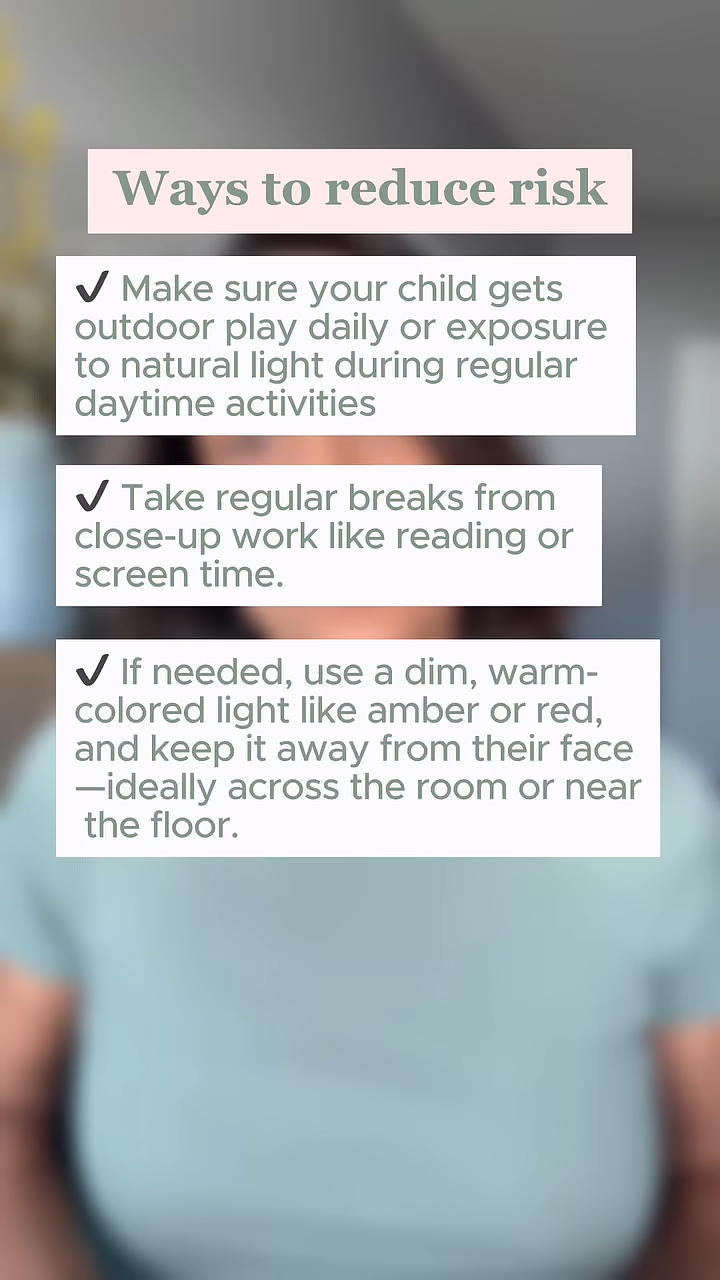 Ways to reduce risk
✔ Make sure your child gets
outdoor play daily or exposure
to natural light during regular
daytime activities
✔ Take regular breaks from
close-up work like reading or
screen time.
✔ If needed, use a dim, warm-
colored light like amber or red,
and keep it away from their face
—ideally across the room or near
the floor.